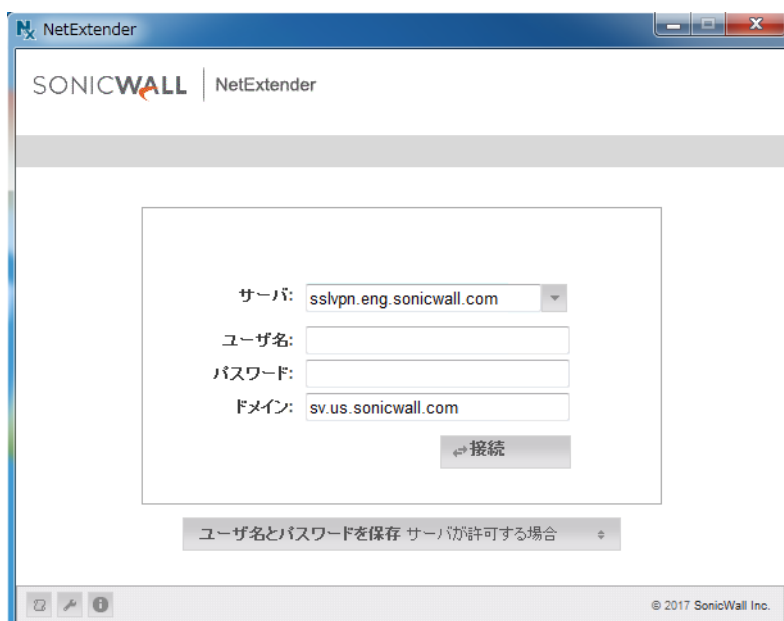 NetExtender
SONICWALL NetExtender
サーバ: sslvpn.eng.sonicwall.com
ユーザ名:
パスワード:
ドメイン: sv.us.sonicwall.com
接続
ユーザ名とパスワードを保存 サーバが許可する場合
© 2017 SonicWall Inc.